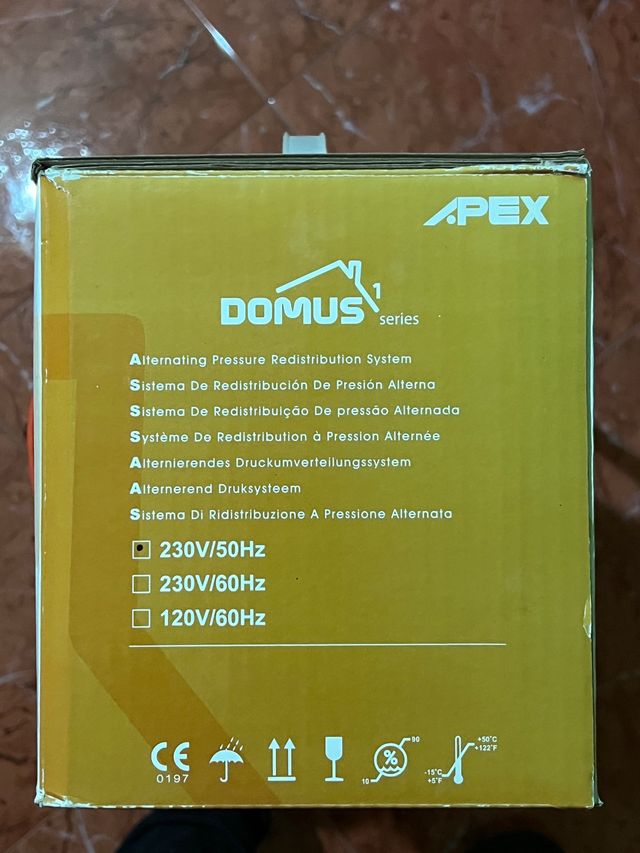 APEX
DOMUS 1 series
Alternating Pressure Redistribution System
Sistema De Redistribución De Presión Alterna
Sistema De Redistribuição De pressão Alternada
Système De Redistribution à Pression Alternée
Alternierendes Druckumverteilungssystem
Alternerend Druksysteem
Sistema Di Ridistribuzione A Pressione Alternata
230V/50Hz
230V/60Hz
120V/60Hz
CE 0197
% 10 90
-15°C +5°F +50°C +122°F